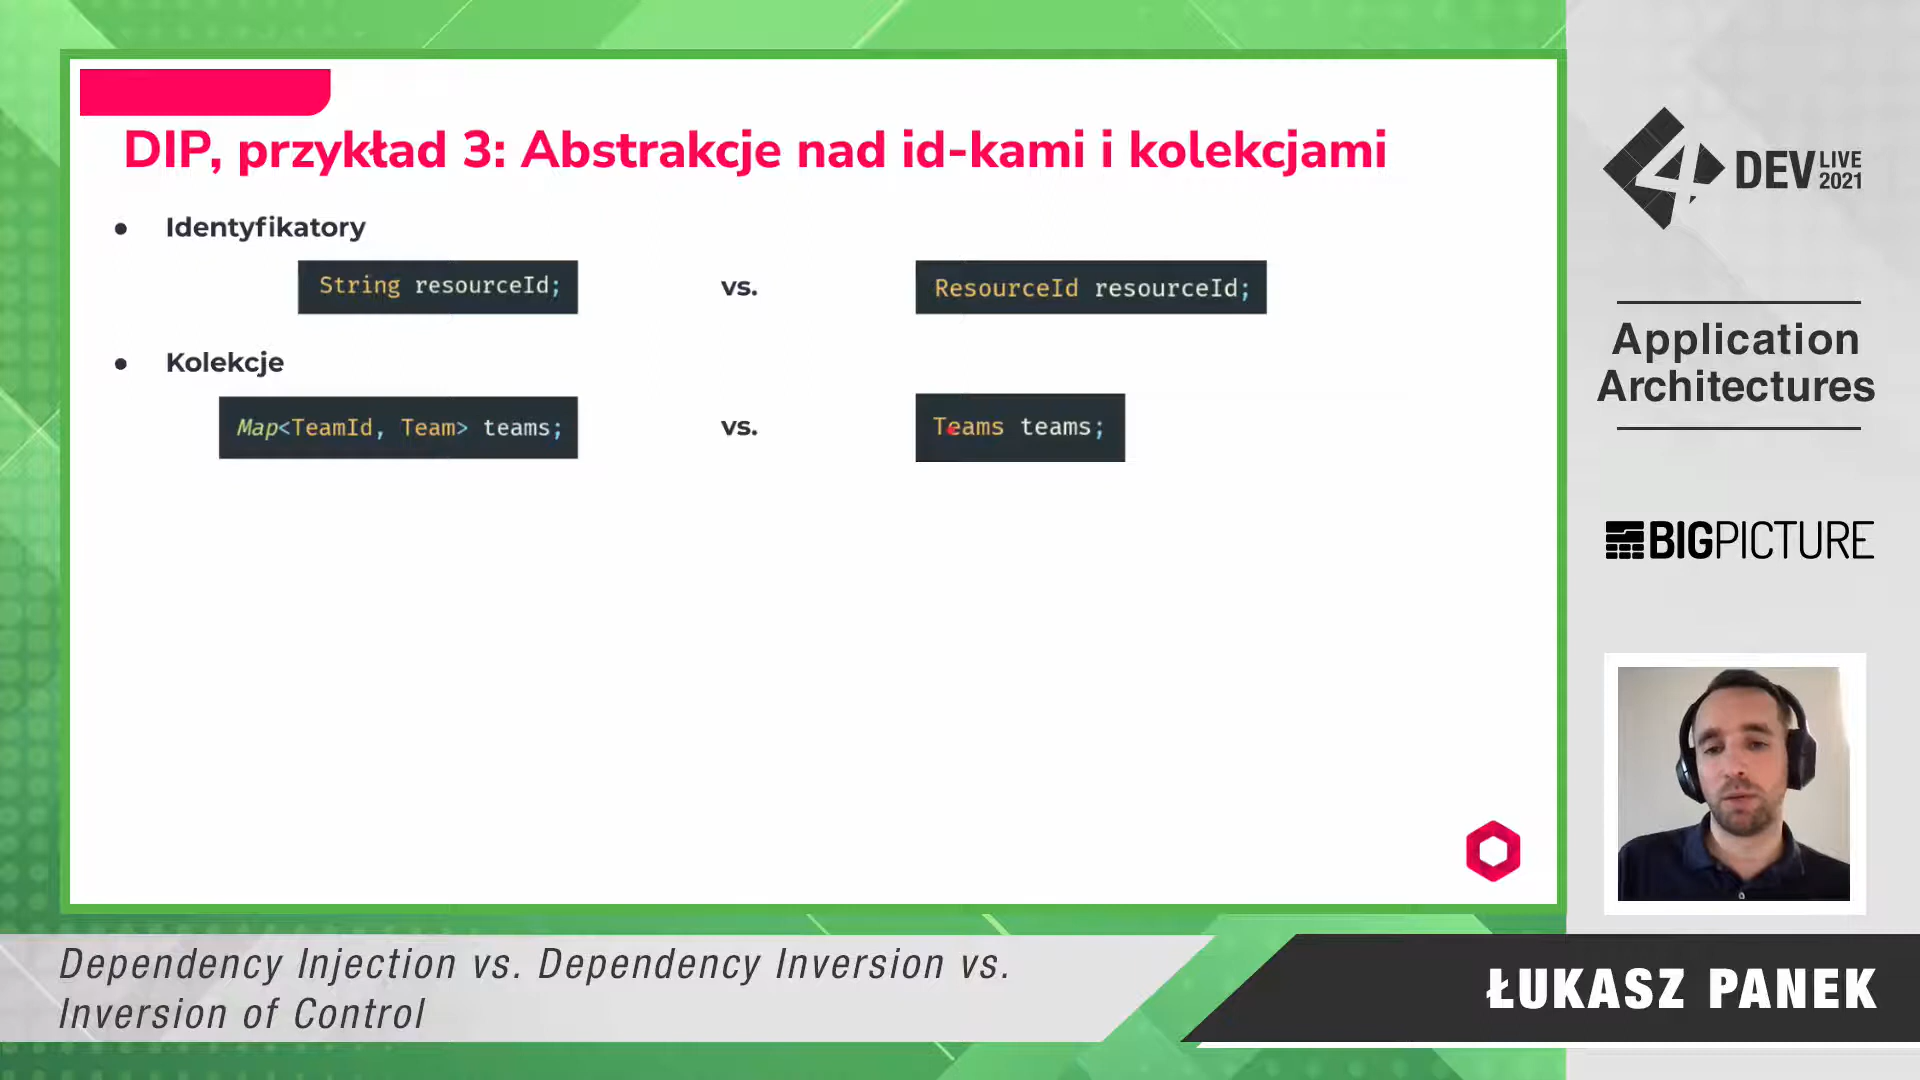 DIP, przykład 3: Abstrakcje nad id-kami i kolekcjami
● Identyfikatory
String resourceId; vs. ResourceId resourceId;
● Kolekcje
Map<TeamId, Team> teams; vs. Teams teams;
4DEV LIVE 2021
Application
Architectures
BIGPICTURE
Dependency Injection vs. Dependency Inversion vs.
Inversion of Control
ŁUKASZ PANEK